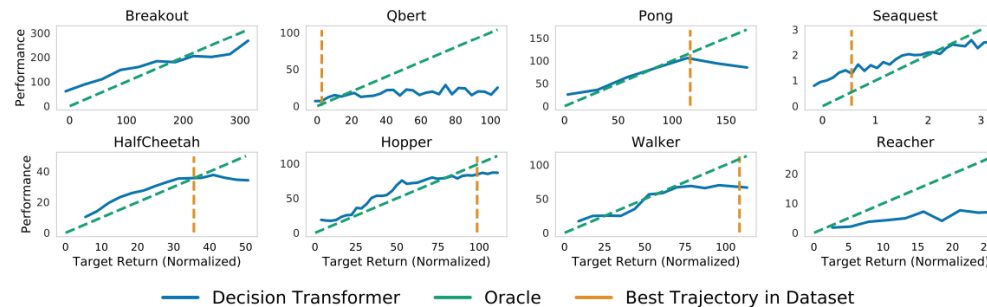 Breakout Qbert Pong Seaquest
Performance
300
200
100
0
0 100 200 300
100
50
0
0 25 50 75 100
150
100
50
0
0 50 100 150
3
2
1
0
0 1 2 3
HalfCheetah Hopper Walker Reacher
Performance
40
20
0
0 10 20 30 40 50
100
50
0
0 25 50 75 100
100
50
0
0 25 50 75 100
20
10
0
0 5 10 15 20
Target Return (Normalized) Target Return (Normalized) Target Return (Normalized) Target Return (Normalized)
Decision Transformer Oracle Best Trajectory in Dataset